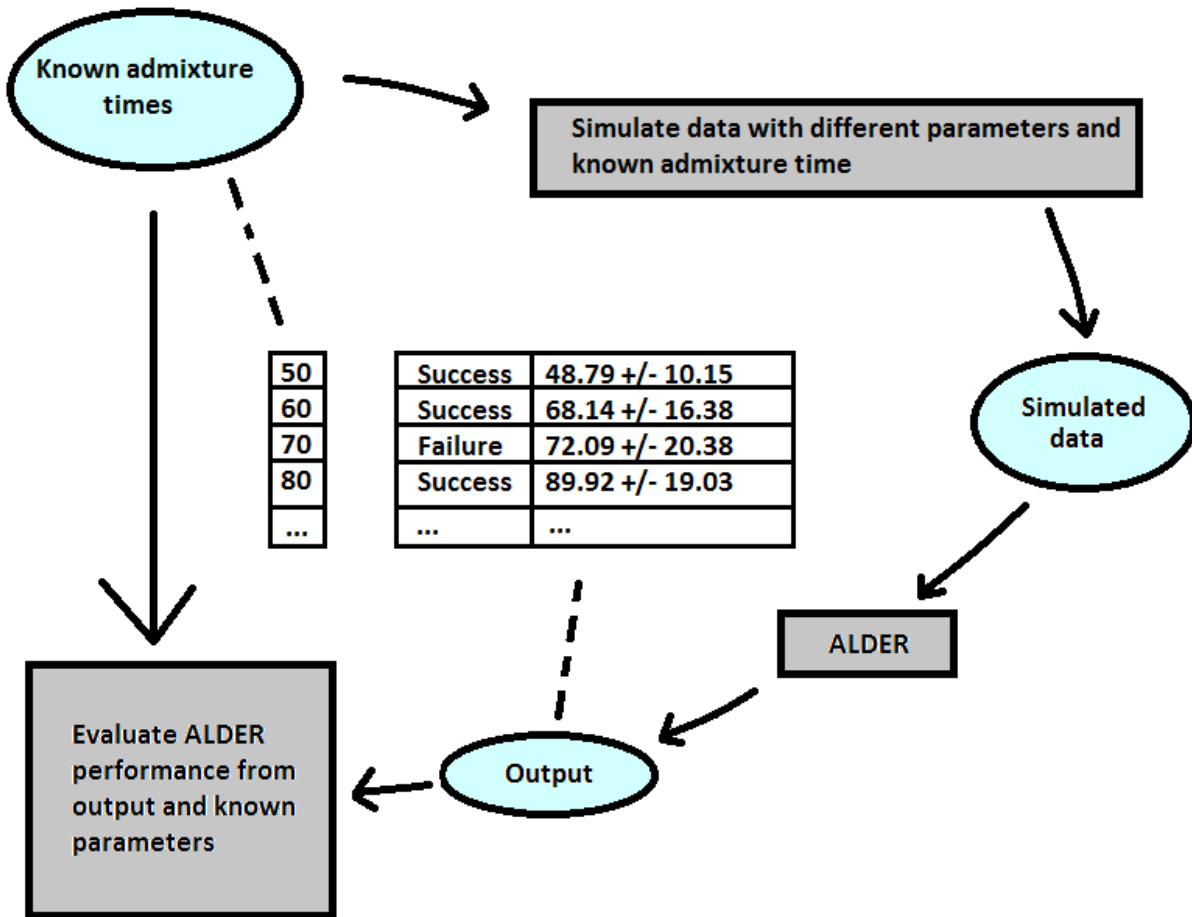 Known admixture
times
Simulate data with different parameters and
known admixture time
50
60
70
80
...
Success 48.79 +/- 10.15
Success 68.14 +/- 16.38
Failure 72.09 +/- 20.38
Success 89.92 +/- 19.03
... ...
Simulated
data
ALDER
Output
Evaluate ALDER
performance from
output and known
parameters